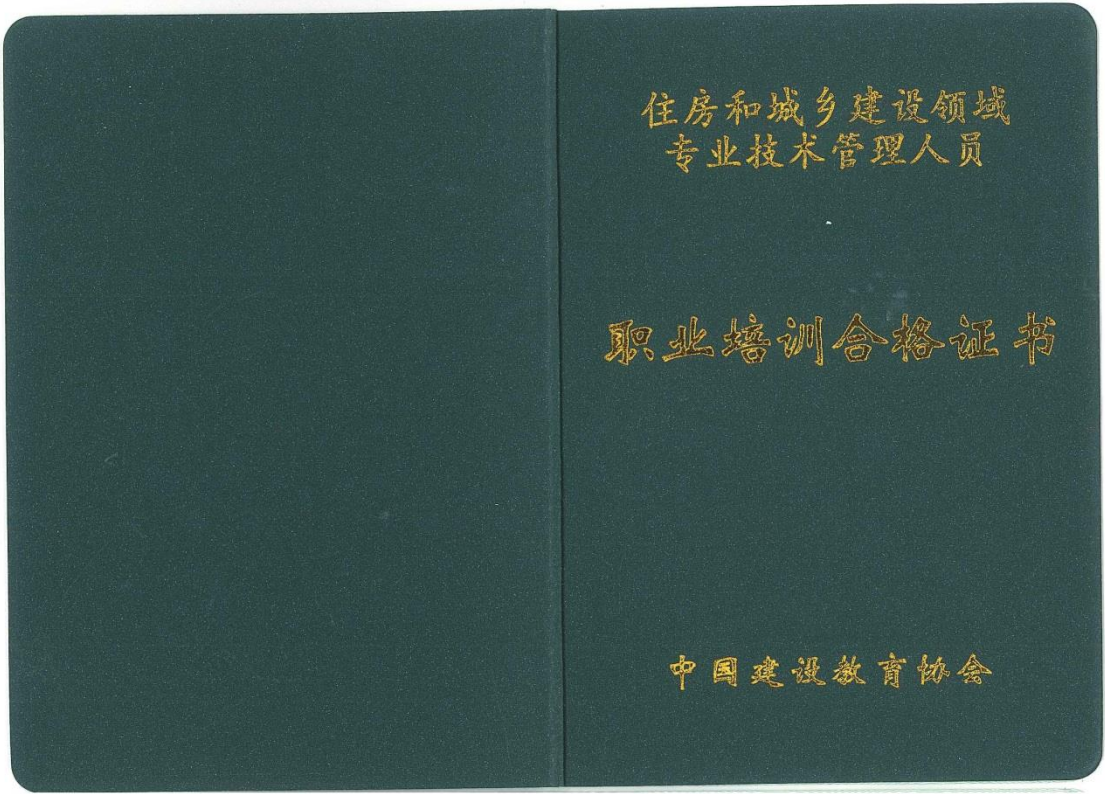 住房和城乡建设领域
专业技术管理人员
职业培训合格证书
中国建设教育协会